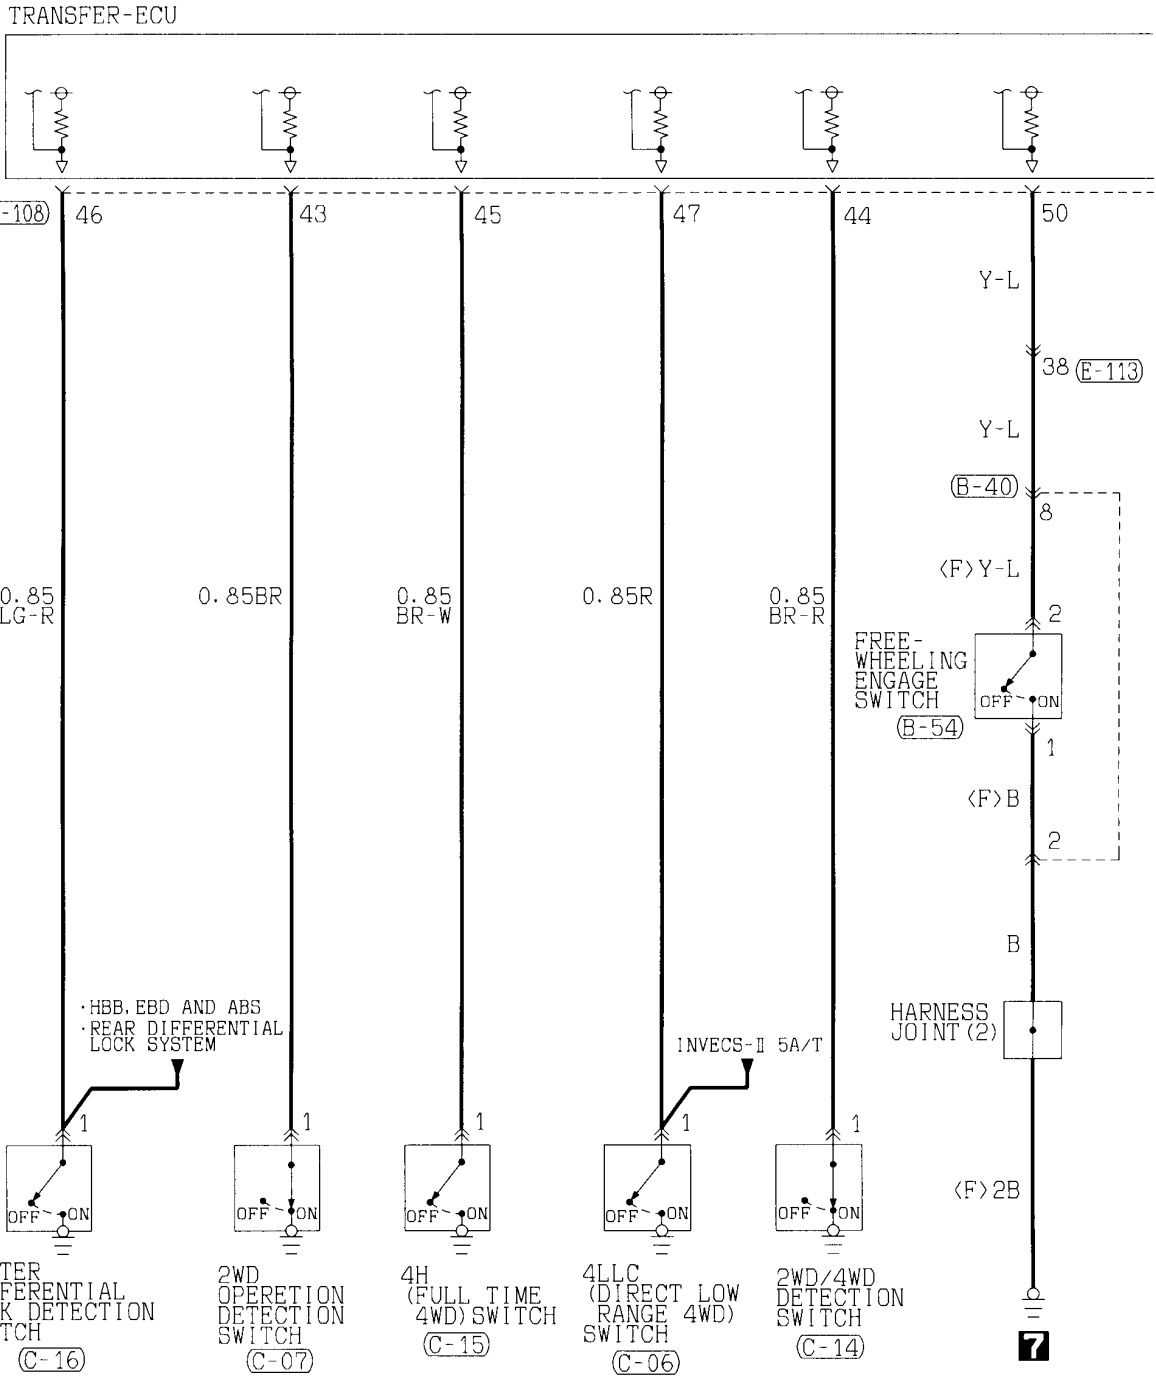 TRANSFER-ECU
-108) 46 43 45 47 44 50
Y-L
38 (E-113)
Y-L
(B-40)
8
<F>Y-L
0.85
LG-R
0.85BR
0.85
BR-W
0.85R
0.85
BR-R
2
FREE-
WHEELING
ENGAGE
SWITCH
OFF ON
(B-54)
1
<F>B
2
B
HARNESS
JOINT(2)
·HBB,EBD AND ABS
·REAR DIFFERENTIAL
LOCK SYSTEM
INVECS-Ⅱ 5A/T
1 1 1 1 1
<F>2B
OFF ON OFF ON OFF ON OFF ON OFF ON
TER
FERENTIAL
K DETECTION
TCH
(C-16)
2WD
OPERETION
DETECTION
SWITCH
(C-07)
4H
(FULL TIME
4WD)SWITCH
(C-15)
4LLC
(DIRECT LOW
RANGE 4WD)
SWITCH
(C-06)
2WD/4WD
DETECTION
SWITCH
(C-14)
7